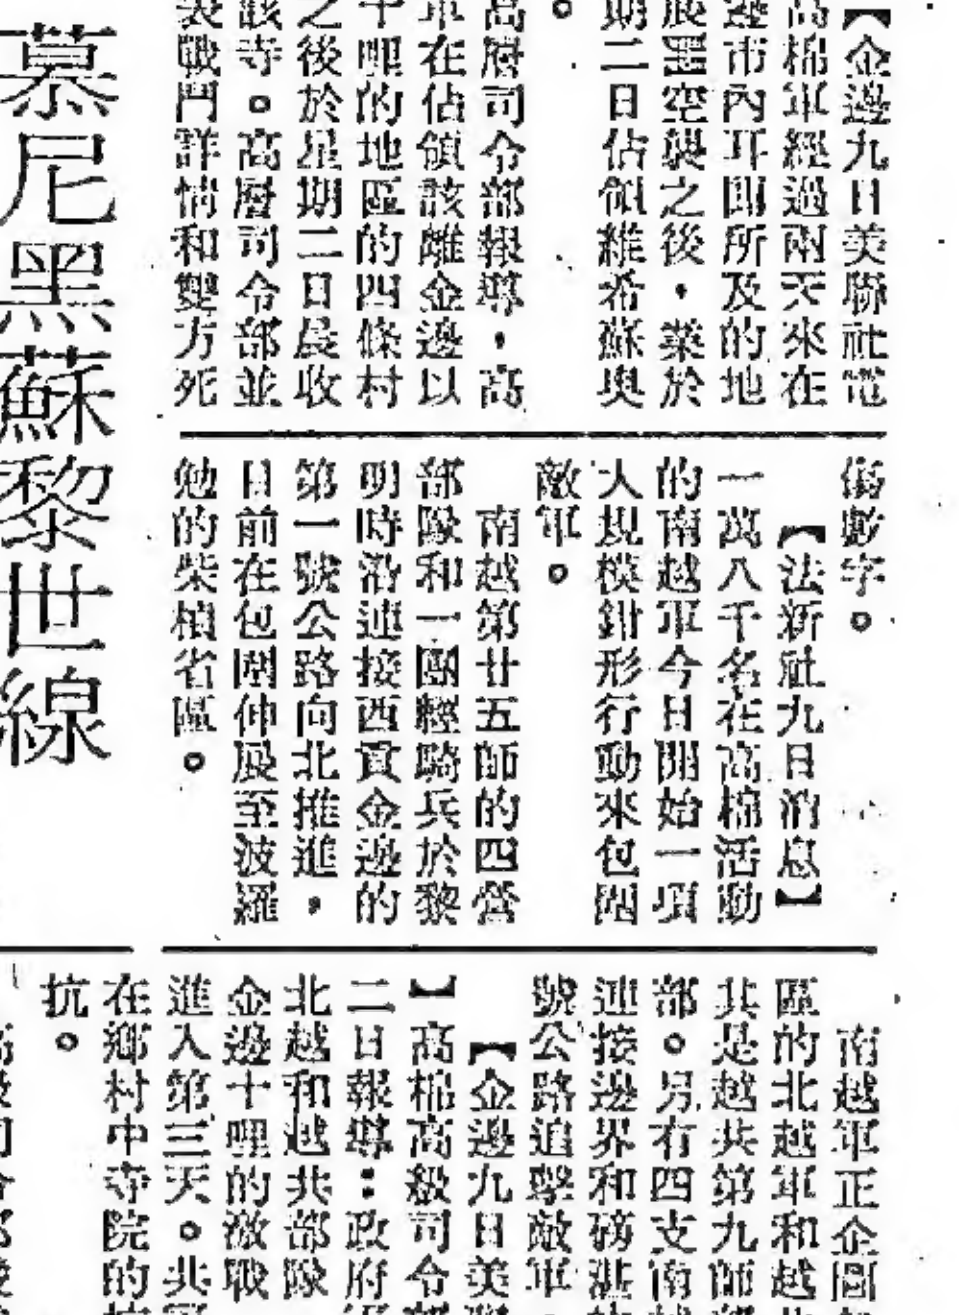 【金邊九日美聯社電
高棉軍經過兩天來在
邊市內耳聞所及的地
展空襲之後，業於
期二日佔領維希蘇與
。
高層司令部報導，高
軍在佔領該離金邊以
十哩的地區的四條村
之後於星期二日晨收
該寺。高層司令部並
表戰鬥詳情和雙方死
傷數字。
【法新社九日消息】
一萬八千名在高棉活動
的南越軍今日開始一項
大規模鉗形行動來包圍
敵軍。
南越第廿五師的四營
部隊和一團輕騎兵於黎
明時沿連接西貢金邊的
第一號公路向北推進，
目前在包圍伸展至波羅
勉的柴楨省區。
慕尼黑蘇黎世線
南越軍正企圖
區的北越軍和越
其是越共第九師
部。另有四支南越
連接邊界和磅湛
號公路追擊敵軍。
【金邊九日美聯
】高棉高級司令部
二日報導：政府
北越和越共部隊
金邊十哩的激戰
進入第三天。共
在鄉村中寺院的
抗。